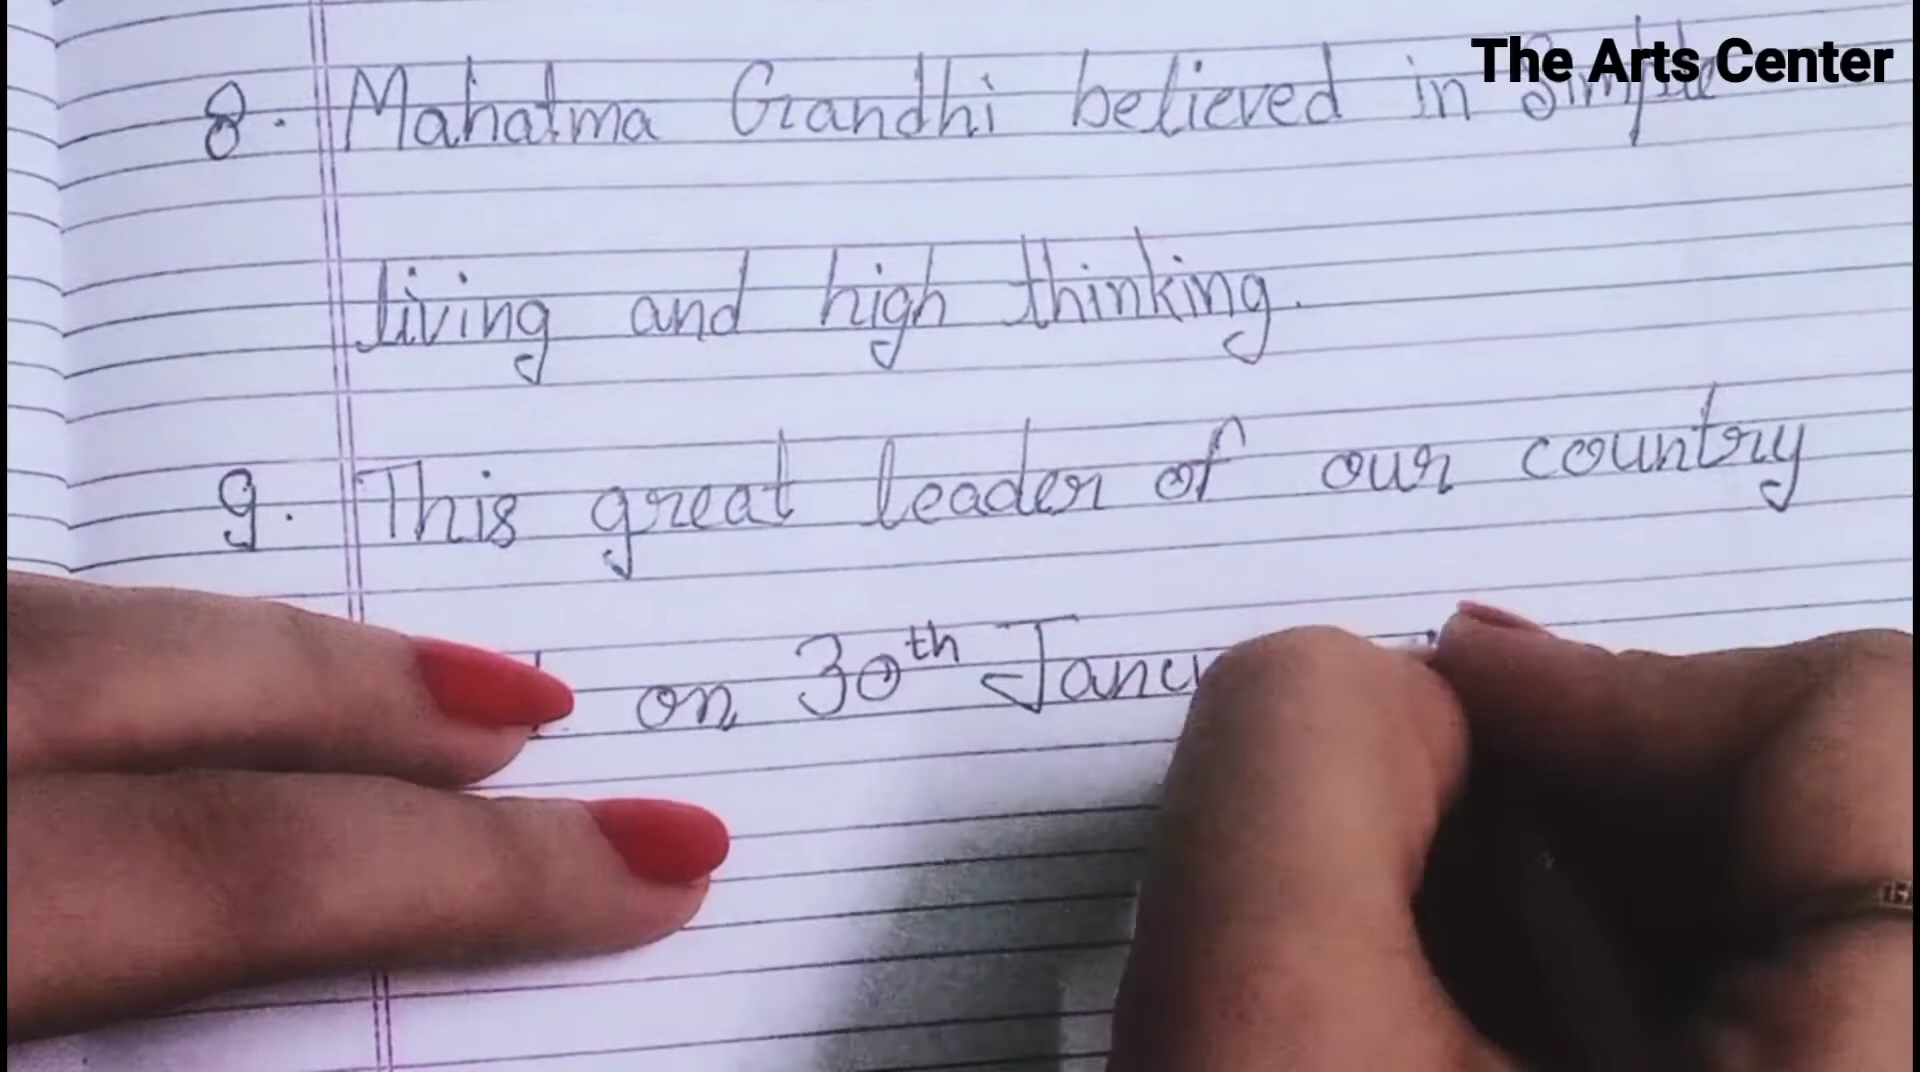 The Arts Center
8. Mahatma Gandhi believed in Simple
living and high thinking.
9. This great leader of our country
on 30th